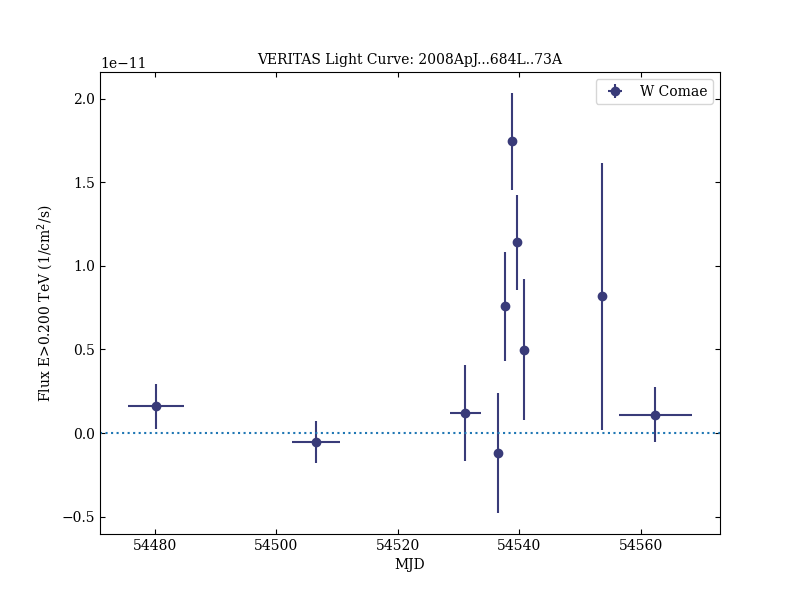 VERITAS Light Curve: 2008ApJ...684L..73A
1e−11
W Comae
2.0
1.5
1.0
0.5
0.0
−0.5
Flux E>0.200 TeV (1/cm²/s)
54480 54500 54520 54540 54560
MJD